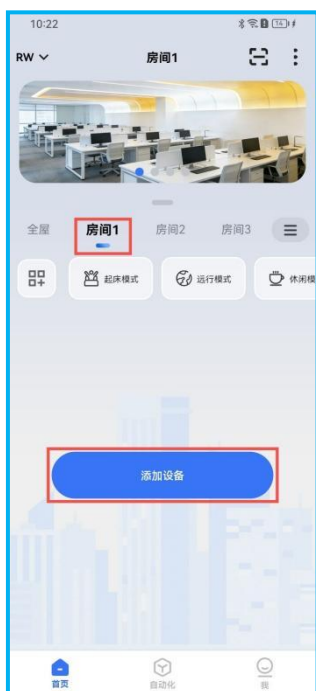 10:22
14
RW
房间1
全屋
房间1
房间2
房间3
起床模式
远行模式
休闲模
添加设备
首页
自动化
我